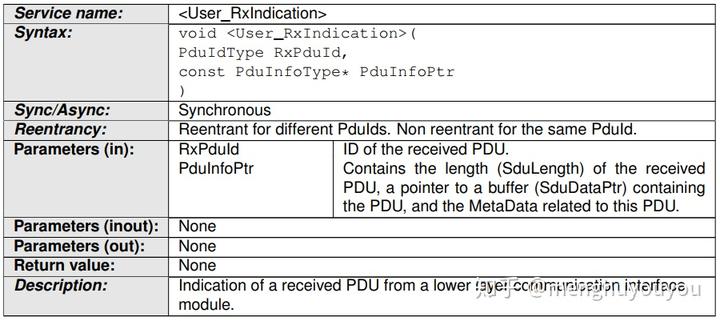 Service name: <User_RxIndication>
Syntax: void <User_RxIndication>(
PduIdType RxPduId,
const PduInfoType* PduInfoPtr
)
Sync/Async: Synchronous
Reentrancy: Reentrant for different PduIds. Non reentrant for the same PduId.
Parameters (in): RxPduId ID of the received PDU.
PduInfoPtr Contains the length (SduLength) of the received
PDU, a pointer to a buffer (SduDataPtr) containing
the PDU, and the MetaData related to this PDU.
Parameters (inout): None
Parameters (out): None
Return value: None
Description: Indication of a received PDU from a lower layer communication interface
module.
知乎 @menghuyouyou